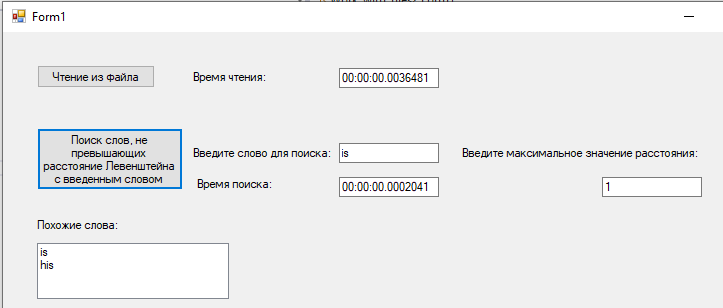 Form1
Чтение из файла
Время чтения:
00:00:00.0036481
Поиск слов, не
превышающих
расстояние Левенштейна
с введенным словом
Введите слово для поиска:
is
Введите максимальное значение расстояния:
Время поиска:
00:00:00.0002041
1
Похожие слова:
is
his